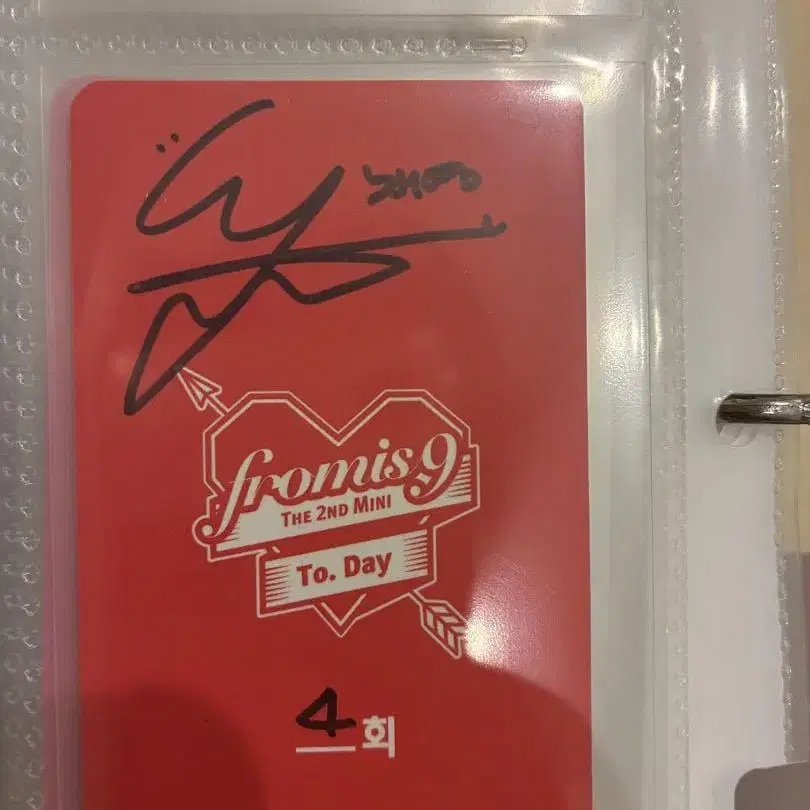 fromis_9
THE 2ND MINI
To. Day
4회